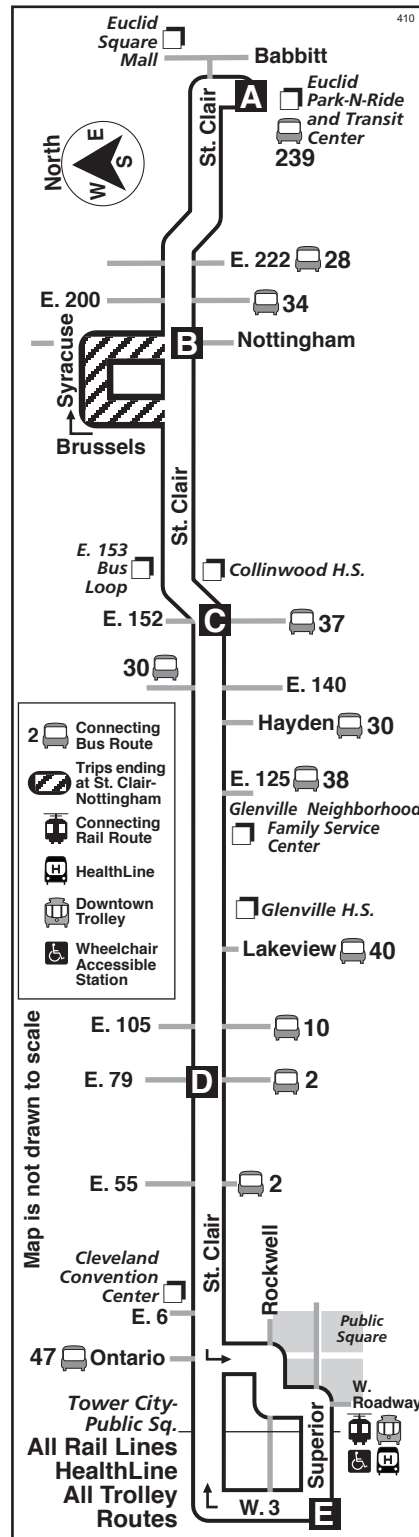 410
Euclid
Square
Mall
Babbitt
A
Euclid
Park-N-Ride
and Transit
Center
239
St. Clair
North
E
S
W
E. 222 28
E. 200
34
Syracuse
B
Nottingham
Brussels
St. Clair
E. 153
Bus
Loop
Collinwood H.S.
E. 152
C
37
30
E. 140
Hayden 30
E. 125 38
Glenville Neighborhood
Family Service
Center
2
Connecting
Bus Route
Trips ending
at St. Clair-
Nottingham
Connecting
Rail Route
H
HealthLine
Downtown
Trolley
Wheelchair
Accessible
Station
Glenville H.S.
Lakeview 40
Map is not drawn to scale
E. 105
10
E. 79
D
2
E. 55
2
St. Clair
Cleveland
Convention
Center
E. 6
Rockwell
Public
Square
47 Ontario
W.
Roadway
Tower City-
Public Sq.
All Rail Lines
HealthLine
All Trolley
Routes
Superior
H
W. 3
E